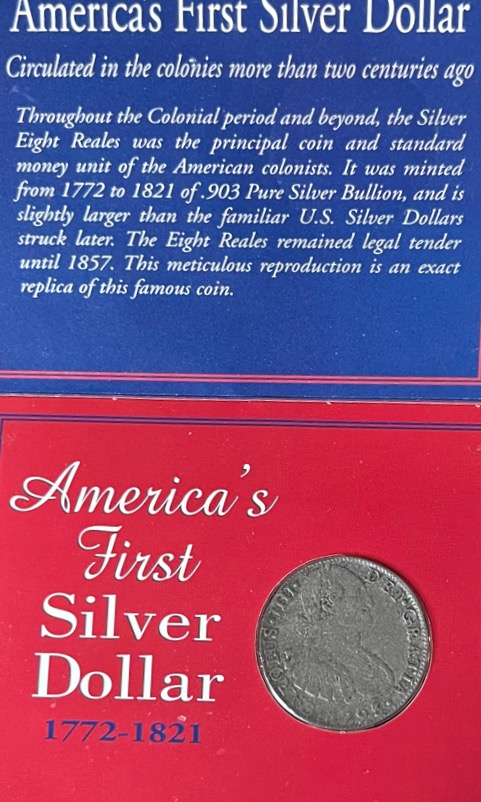 America's First Silver Dollar
Circulated in the colonies more than two centuries ago
Throughout the Colonial period and beyond, the Silver
Eight Reales was the principal coin and standard
money unit of the American colonists. It was minted
from 1772 to 1821 of .903 Pure Silver Bullion, and is
slightly larger than the familiar U.S. Silver Dollars
struck later. The Eight Reales remained legal tender
until 1857. This meticulous reproduction is an exact
replica of this famous coin.
America's
First
Silver
Dollar
1772-1821
DEI·GRATIA